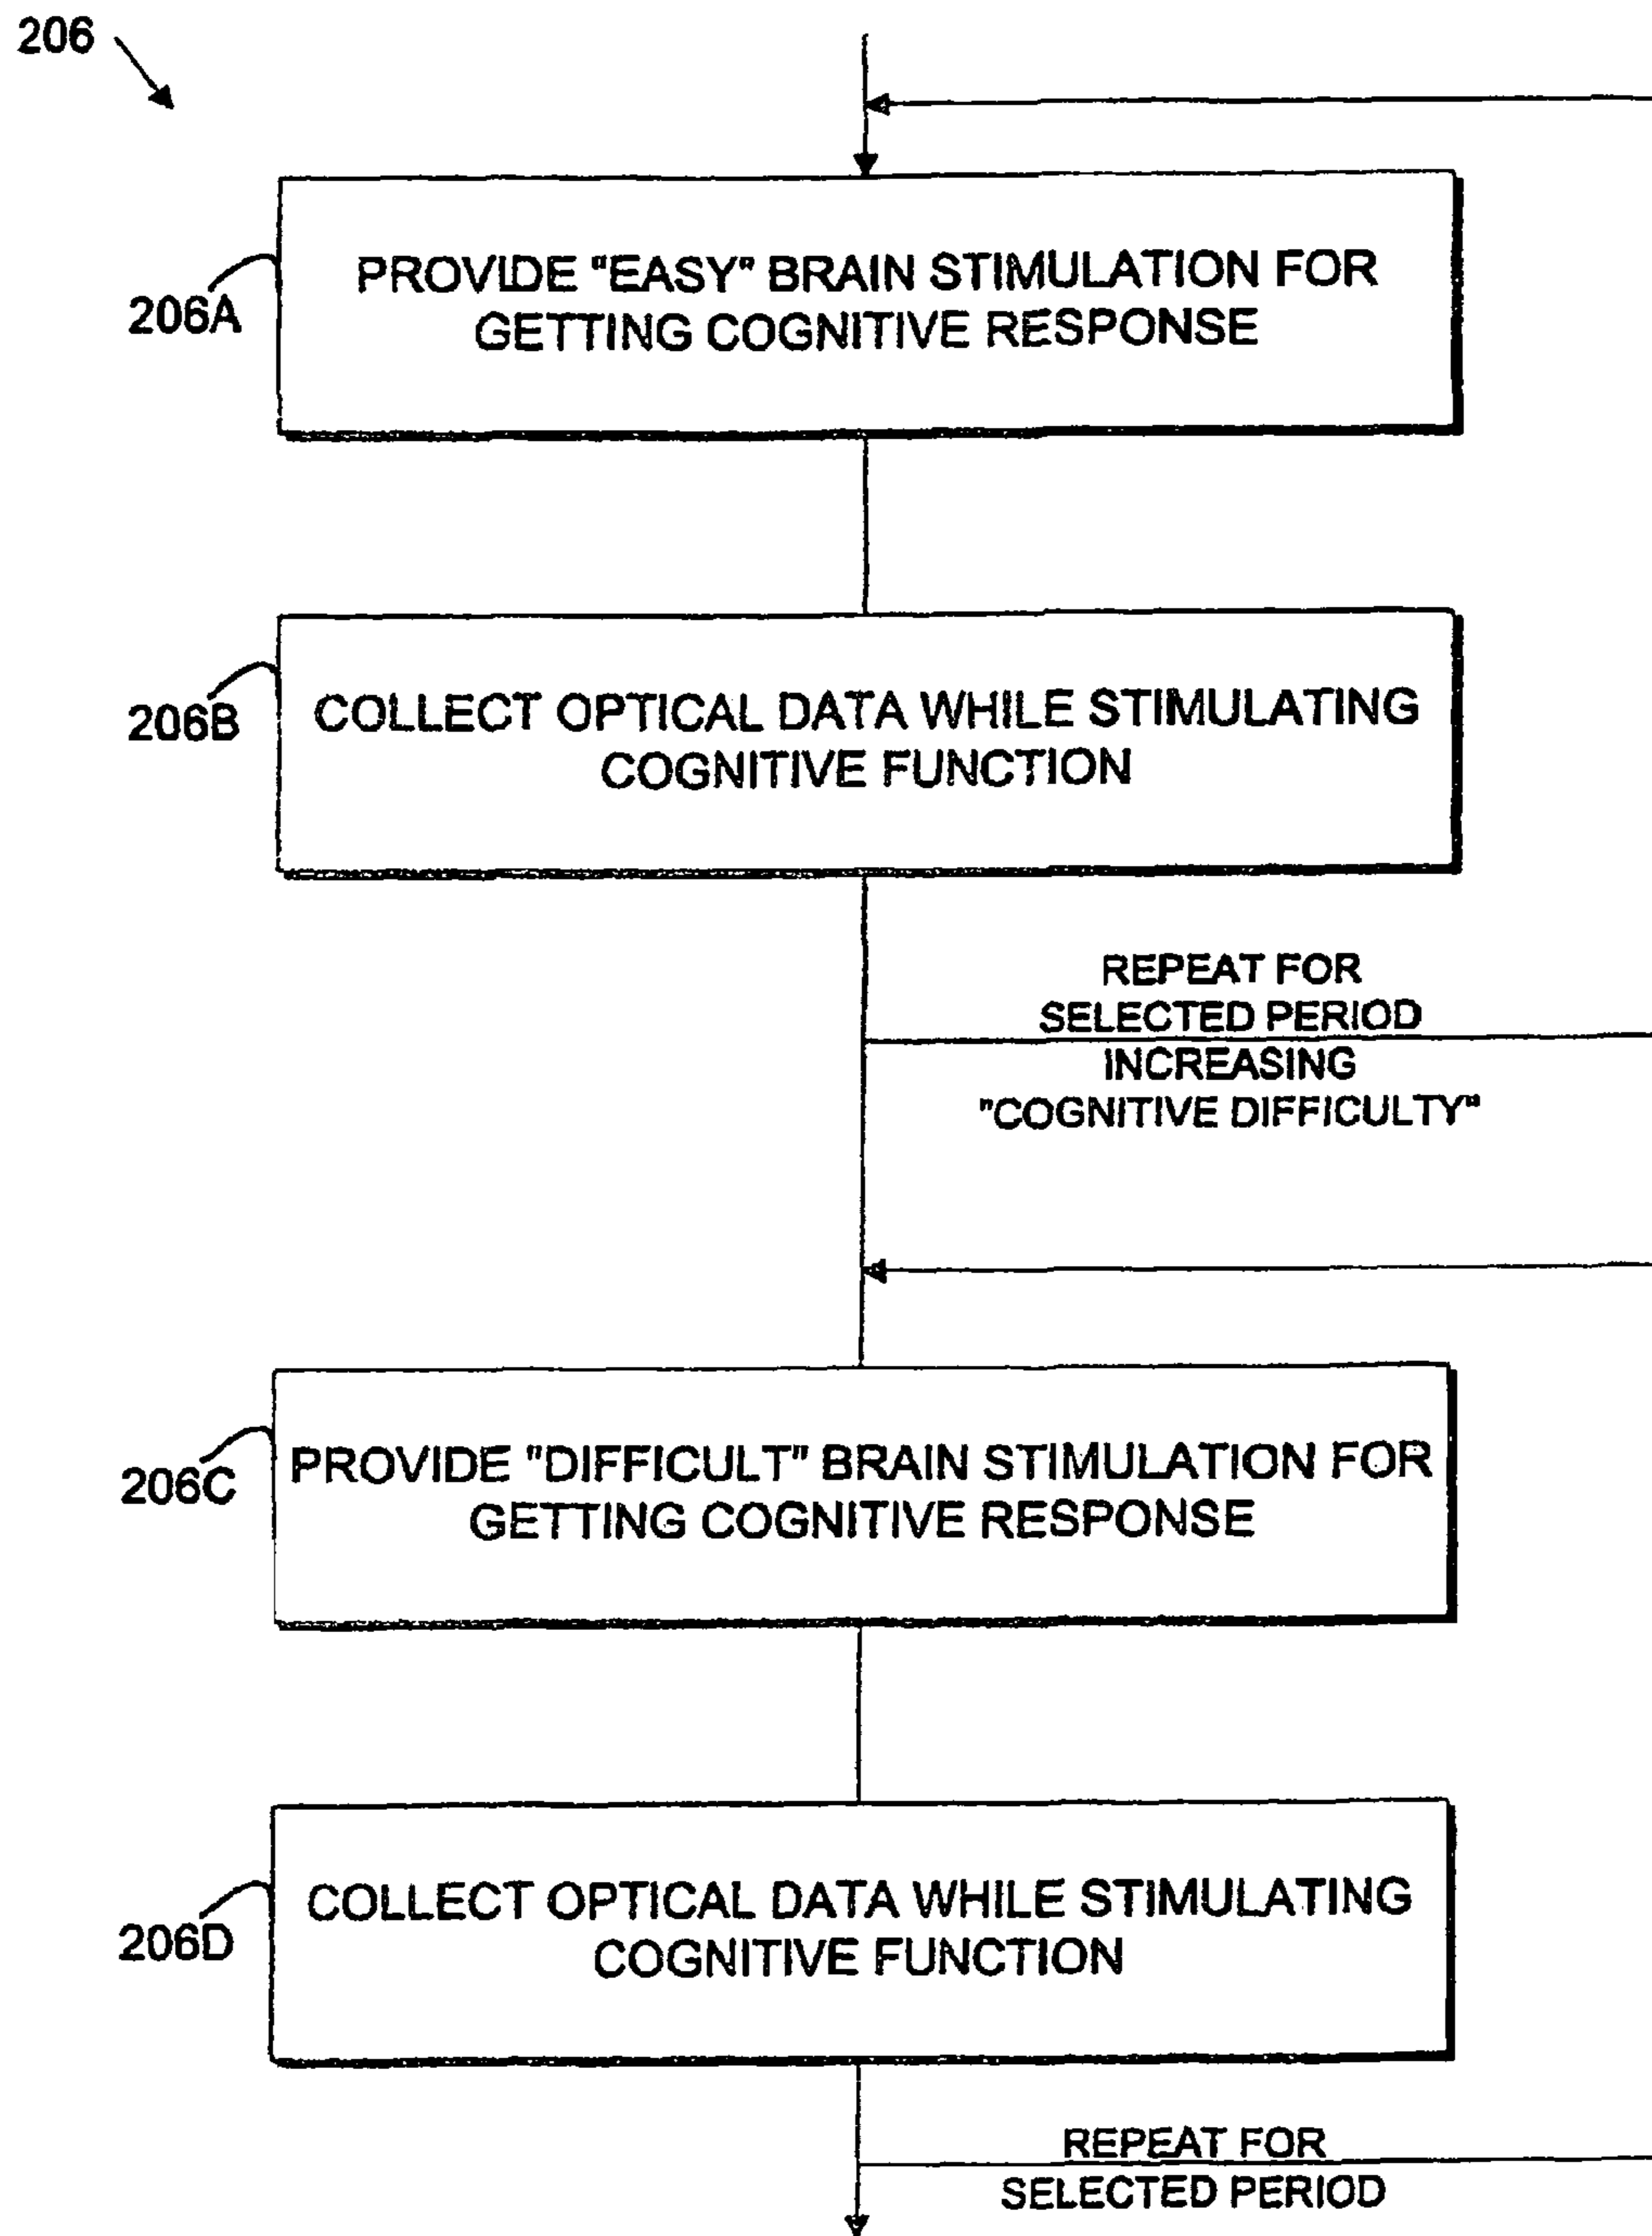 206
206A
PROVIDE "EASY" BRAIN STIMULATION FOR
GETTING COGNITIVE RESPONSE
206B
COLLECT OPTICAL DATA WHILE STIMULATING
COGNITIVE FUNCTION
REPEAT FOR
SELECTED PERIOD
INCREASING
"COGNITIVE DIFFICULTY"
206C
PROVIDE "DIFFICULT" BRAIN STIMULATION FOR
GETTING COGNITIVE RESPONSE
206D
COLLECT OPTICAL DATA WHILE STIMULATING
COGNITIVE FUNCTION
REPEAT FOR
SELECTED PERIOD